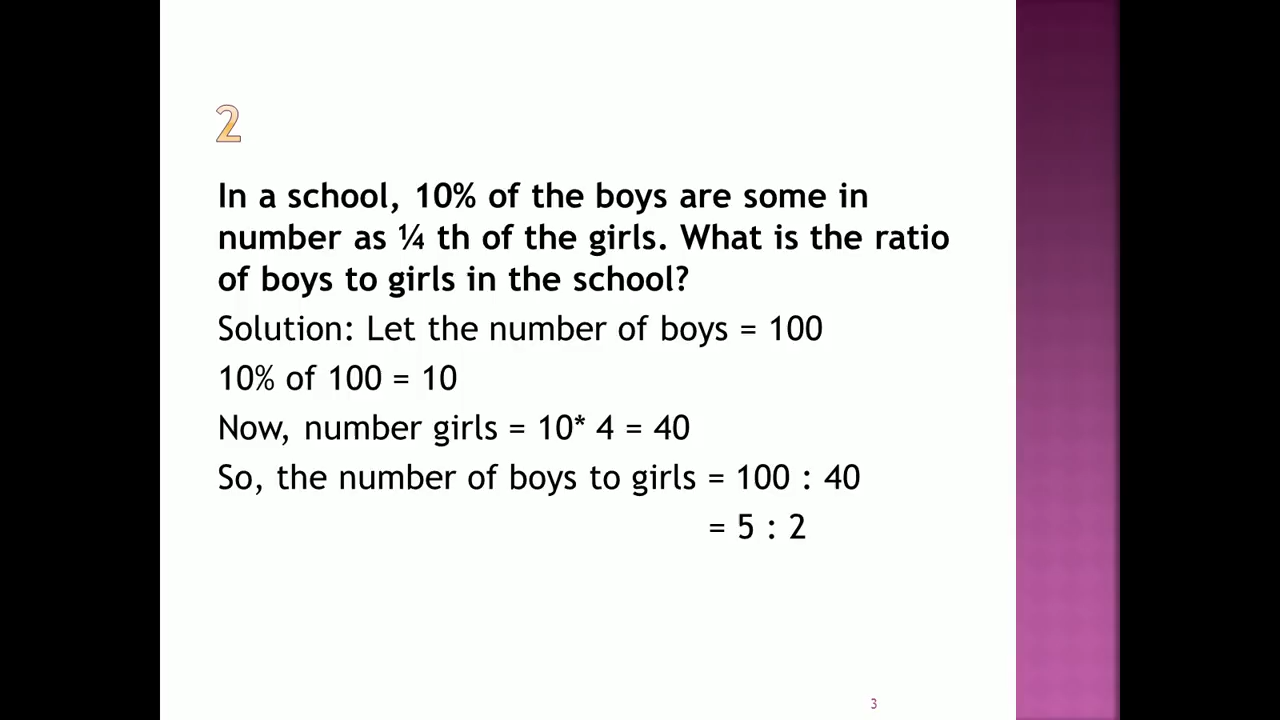 2
In a school, 10% of the boys are some in
number as ¼ th of the girls. What is the ratio
of boys to girls in the school?
Solution: Let the number of boys = 100
10% of 100 = 10
Now, number girls = 10* 4 = 40
So, the number of boys to girls = 100 : 40
= 5 : 2
3